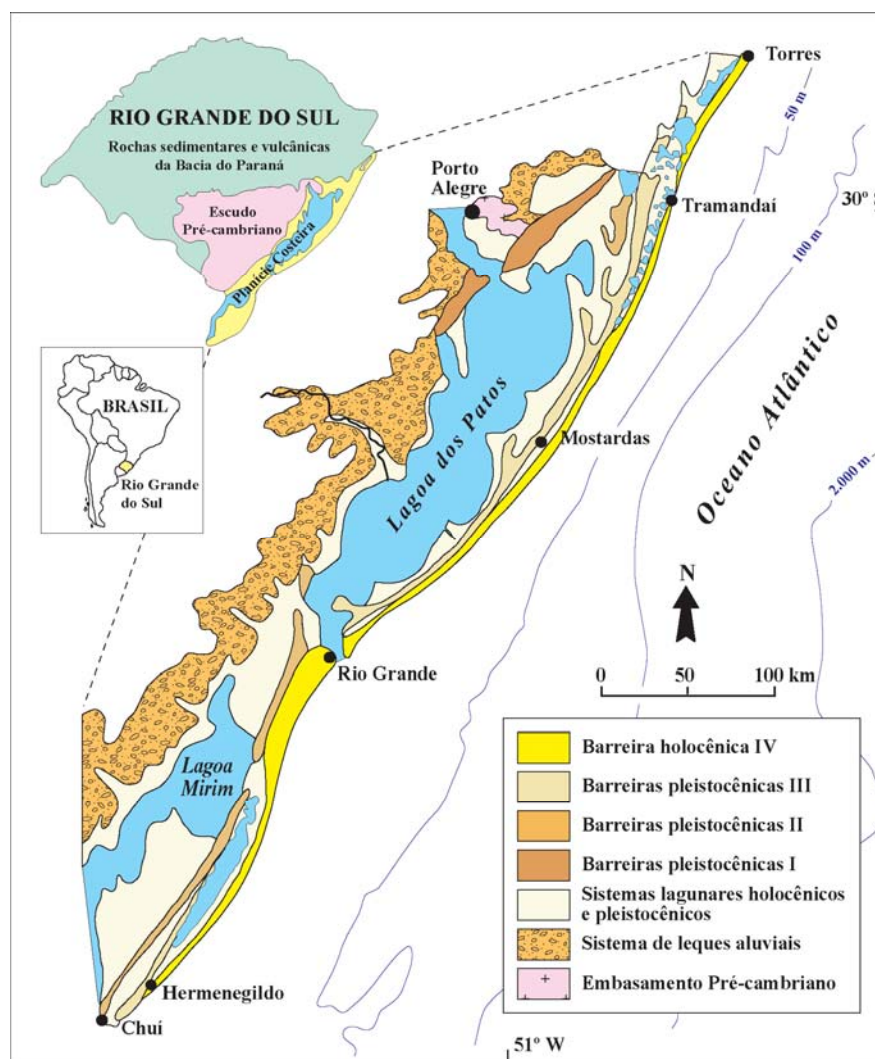 RIO GRANDE DO SUL
Rochas sedimentares e vulcânicas
da Bacia do Paraná
Escudo
Pré-cambriano
Planície Costeira
BRASIL
Rio Grande
do Sul
Torres
50 m
Porto
Alegre
Tramandaí
30º S
100 m
Oceano Atlântico
Lagoa dos Patos
Mostardas
2.000 m
N
Rio Grande
0 50 100 km
Lagoa
Mirim
Hermenegildo
Chuí
51º W
Barreira holocênica IV
Barreiras pleistocênicas III
Barreiras pleistocênicas II
Barreiras pleistocênicas I
Sistemas lagunares holocênicos
e pleistocênicos
Sistema de leques aluviais
Embasamento Pré-cambriano